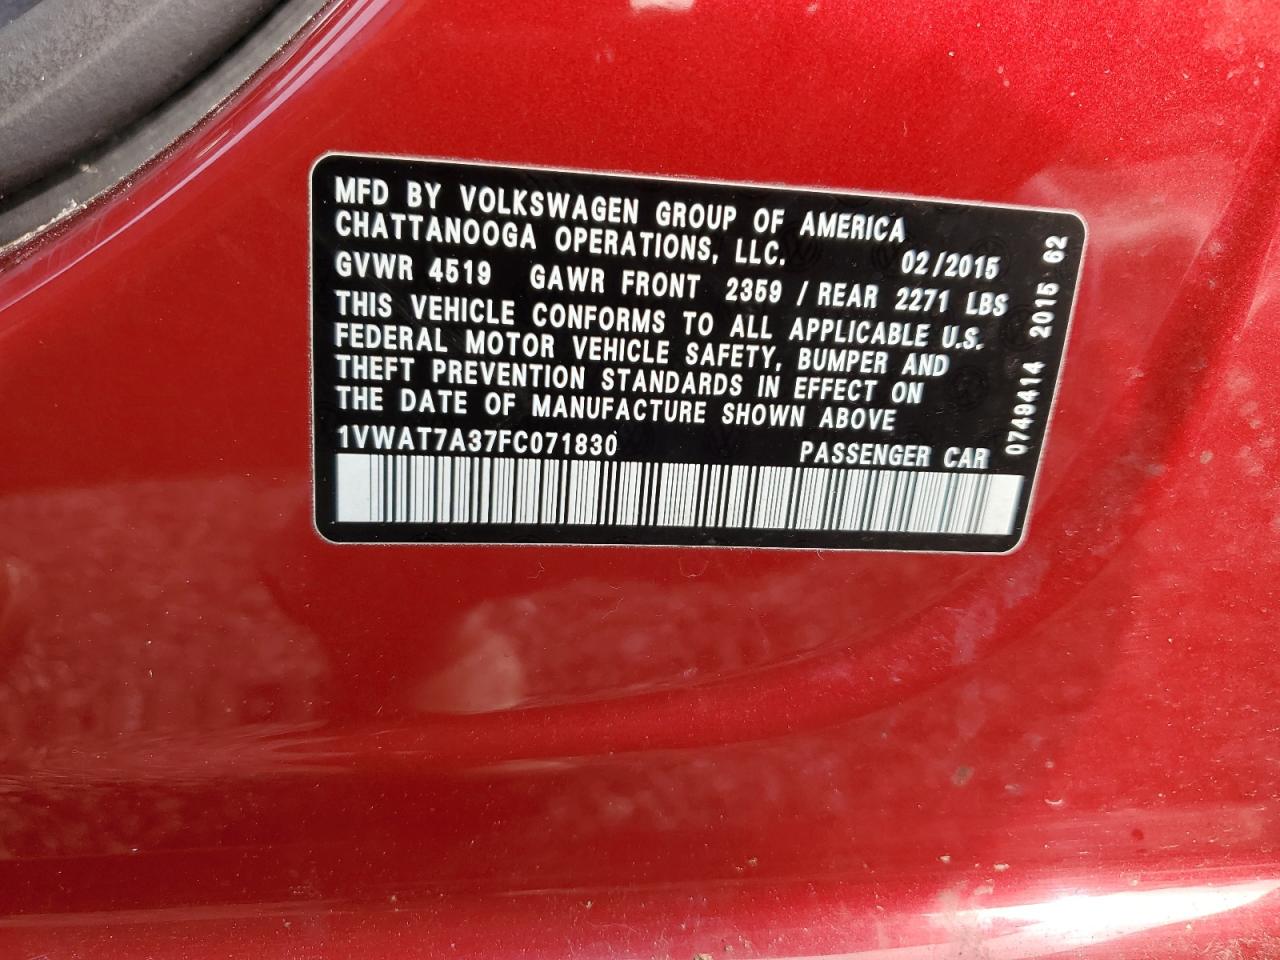 MFD BY VOLKSWAGEN GROUP OF AMERICA
CHATTANOOGA OPERATIONS, LLC. 02/2015
GVWR 4519 GAWR FRONT 2359 / REAR 2271 LBS
THIS VEHICLE CONFORMS TO ALL APPLICABLE U.S.
FEDERAL MOTOR VEHICLE SAFETY, BUMPER AND
THEFT PREVENTION STANDARDS IN EFFECT ON
THE DATE OF MANUFACTURE SHOWN ABOVE
1VWAT7A37FC071830 PASSENGER CAR
0749414 2015 62